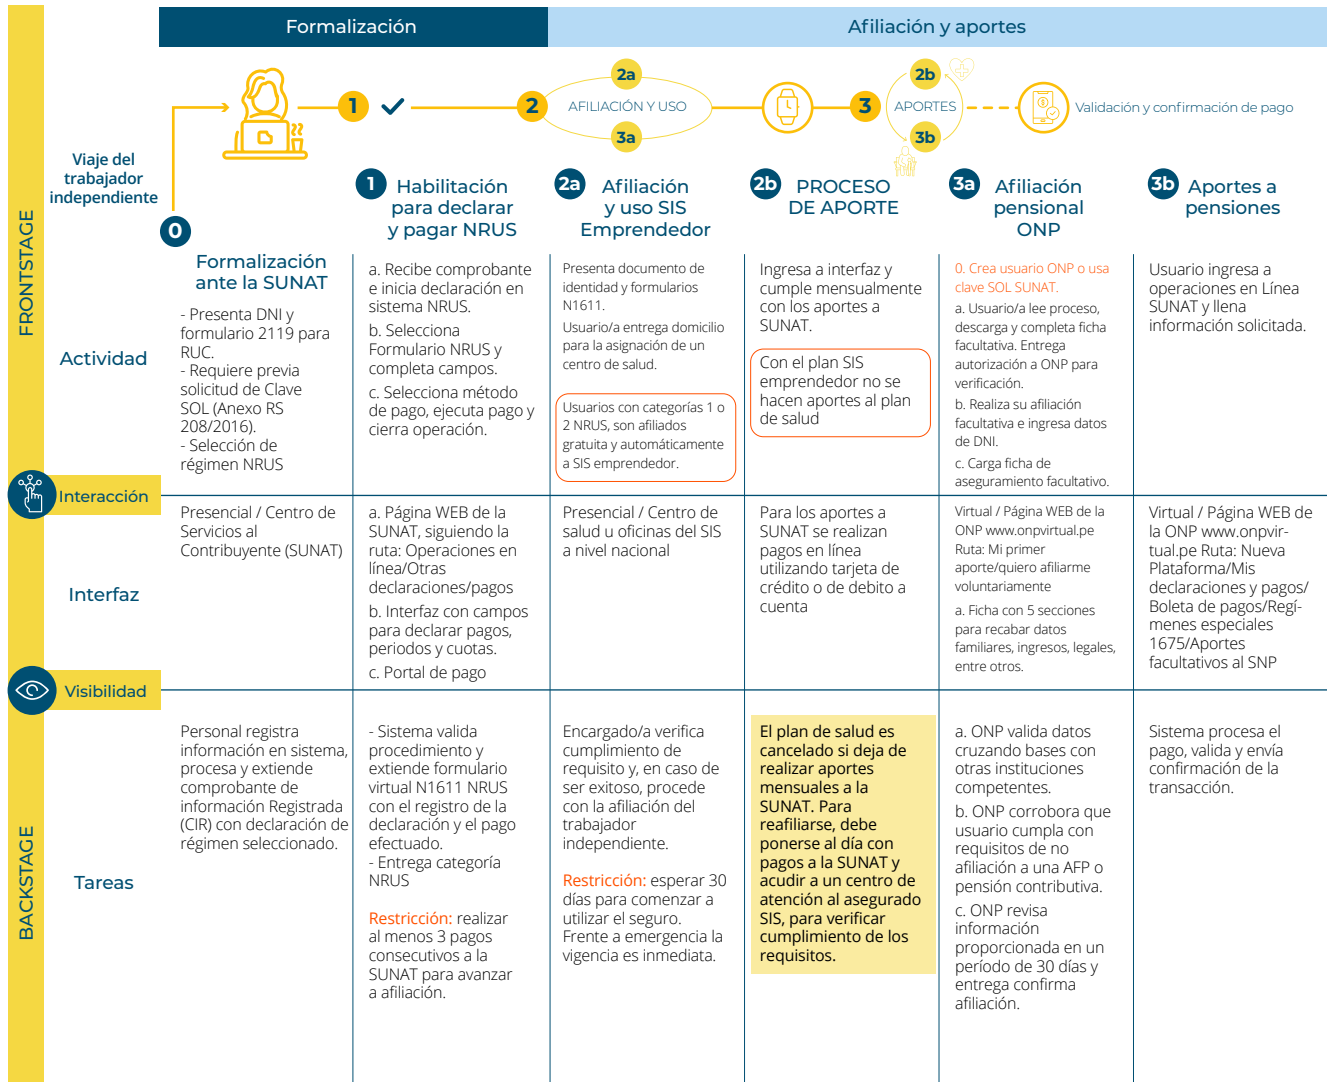 Formalización
Afiliación y aportes
2a
2b
1
2
AFILIACIÓN Y USO
3
APORTES
Validación y confirmación de pago
3a
3b
Viaje del
trabajador
independiente
0
Formalización
ante la SUNAT
1 Habilitación
para declarar
y pagar NRUS
2a Afiliación
y uso SIS
Emprendedor
2b PROCESO
DE APORTE
3a Afiliación
pensional
ONP
3b Aportes a
pensiones
FRONTSTAGE
Actividad
- Presenta DNI y
formulario 2119 para
RUC.
- Requiere previa
solicitud de Clave
SOL (Anexo RS
208/2016).
- Selección de
régimen NRUS
a. Recibe comprobante
e inicia declaración en
sistema NRUS.
b. Selecciona
Formulario NRUS y
completa campos.
c. Selecciona método
de pago, ejecuta pago y
cierra operación.
Presenta documento de
identidad y formularios
N1611.
Usuario/a entrega domicilio
para la asignación de un
centro de salud.
Usuarios con categorías 1 o
2 NRUS, son afiliados
gratuita y automáticamente
a SIS emprendedor.
Ingresa a interfaz y
cumple mensualmente
con los aportes a
SUNAT.
Con el plan SIS
emprendedor no se
hacen aportes al plan
de salud
0. Crea usuario ONP o usa
clave SOL SUNAT.
a. Usuario/a lee proceso,
descarga y completa ficha
facultativa. Entrega
autorización a ONP para
verificación.
b. Realiza su afiliación
facultativa e ingresa datos
de DNI.
c. Carga ficha de
aseguramiento facultativo.
Usuario ingresa a
operaciones en Línea
SUNAT y llena
información solicitada.
Interacción
Interfaz
Presencial / Centro de
Servicios al
Contribuyente (SUNAT)
a. Página WEB de la
SUNAT, siguiendo la
ruta: Operaciones en
línea/Otras
declaraciones/pagos
b. Interfaz con campos
para declarar pagos,
periodos y cuotas.
c. Portal de pago
Presencial / Centro de
salud u oficinas del SIS
a nivel nacional
Para los aportes a
SUNAT se realizan
pagos en línea
utilizando tarjeta de
crédito o de debito a
cuenta
Virtual / Página WEB de la
ONP www.onpvirtual.pe
Ruta: Mi primer
aporte/quiero afiliarme
voluntariamente
a. Ficha con 5 secciones
para recabar datos
familiares, ingresos, legales,
entre otros.
Virtual / Página WEB de
la ONP www.onpvir-
tual.pe Ruta: Nueva
Plataforma/Mis
declaraciones y pagos/
Boleta de pagos/Regí-
menes especiales
1675/Aportes
facultativos al SNP
Visibilidad
BACKSTAGE
Tareas
Personal registra
información en sistema,
procesa y extiende
comprobante de
información Registrada
(CIR) con declaración de
régimen seleccionado.
- Sistema valida
procedimiento y
extiende formulario
virtual N1611 NRUS
con el registro de la
declaración y el pago
efectuado.
- Entrega categoría
NRUS
Restricción: realizar
al menos 3 pagos
consecutivos a la
SUNAT para avanzar
a afiliación.
Encargado/a verifica
cumplimiento de
requisito y, en caso de
ser exitoso, procede
con la afiliación del
trabajador
independiente.
Restricción: esperar 30
días para comenzar a
utilizar el seguro.
Frente a emergencia la
vigencia es inmediata.
El plan de salud es
cancelado si deja de
realizar aportes
mensuales a la
SUNAT. Para
reafiliarse, debe
ponerse al día con
pagos a la SUNAT y
acudir a un centro de
atención al asegurado
SIS, para verificar
cumplimiento de los
requisitos.
a. ONP valida datos
cruzando bases con
otras instituciones
competentes.
b. ONP corrobora que
usuario cumpla con
requisitos de no
afiliación a una AFP o
pensión contributiva.
c. ONP revisa
información
proporcionada en un
período de 30 días y
entrega confirma
afiliación.
Sistema procesa el
pago, valida y envía
confirmación de la
transacción.